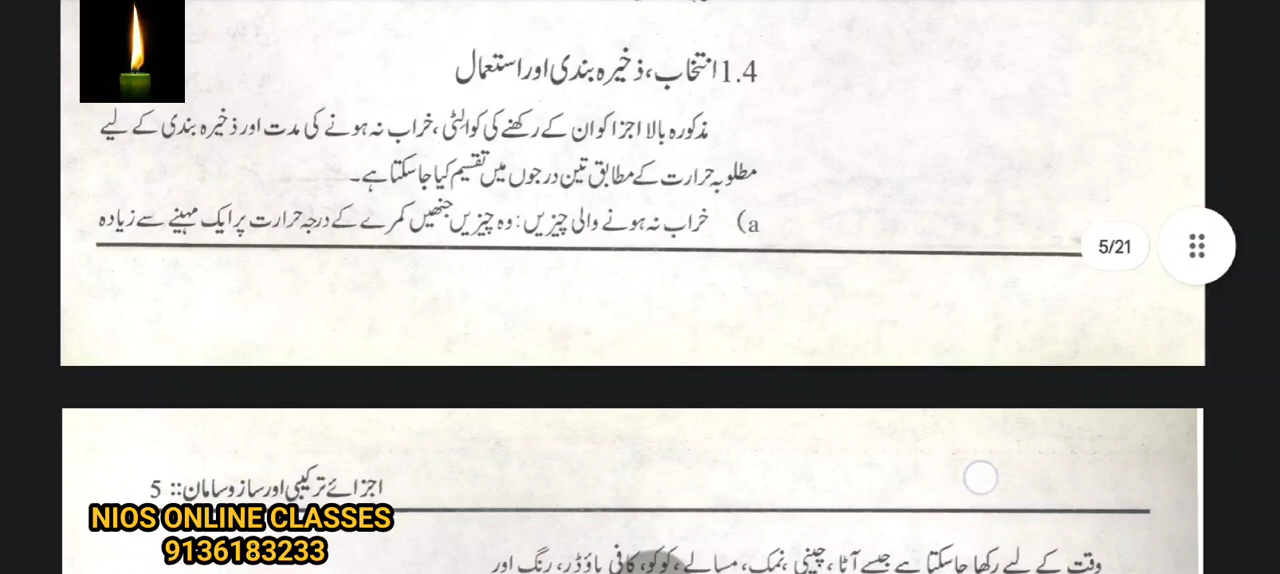 1.4 انتخاب، ذخیرہ بندی اور استعمال
مذکورہ بالا اجزا کو ان کے رکھنے کی کوالٹی، خراب نہ ہونے کی مدت اور ذخیرہ بندی کے لیے
مطلوبہ حرارت کے مطابق تین درجوں میں تقسیم کیا جاسکتا ہے۔
a) خراب نہ ہونے والی چیزیں: وہ چیزیں جنھیں کمرے کے درجہ حرارت پر ایک مہینے سے زیادہ
5/21
اجزائے ترکیبی اور ساز و سامان:: 5
NIOS ONLINE CLASSES
9136183233
وقت کے لیے رکھا جاسکتا ہے جیسے آٹا، چینی، نمک، مسالے، کوکو، کافی پاؤڈر، رنگ اور